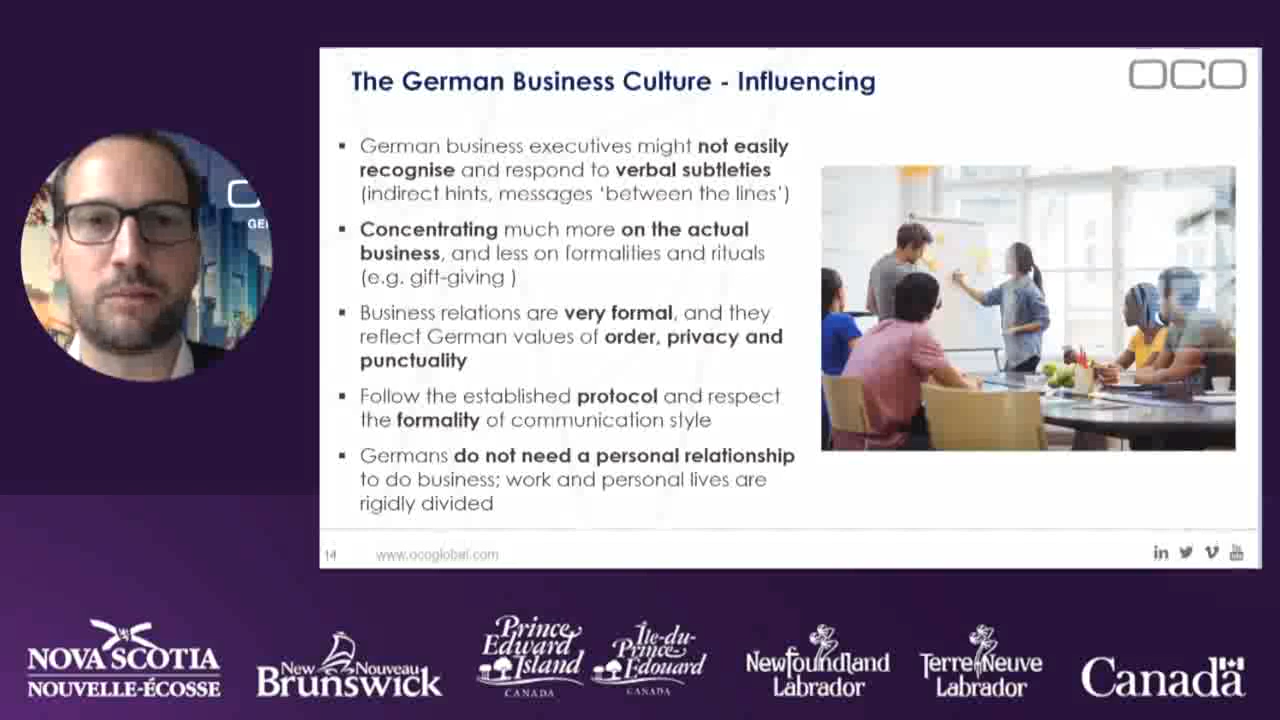 The German Business Culture - Influencing
OCO
▪ German business executives might not easily
recognise and respond to verbal subtleties
(indirect hints, messages ‘between the lines’)
▪ Concentrating much more on the actual
business, and less on formalities and rituals
(e.g. gift-giving )
▪ Business relations are very formal, and they
reflect German values of order, privacy and
punctuality
▪ Follow the established protocol and respect
the formality of communication style
▪ Germans do not need a personal relationship
to do business; work and personal lives are
rigidly divided
14
www.ocoglobal.com
in
You
GE
NOVA SCOTIA
NOUVELLE-ÉCOSSE
New Nouveau
Brunswick
Prince
Edward
Island
CANADA
Île-du-
Prince
Édouard
CANADA
Newfoundland
Labrador
Terre-Neuve
Labrador
Canada